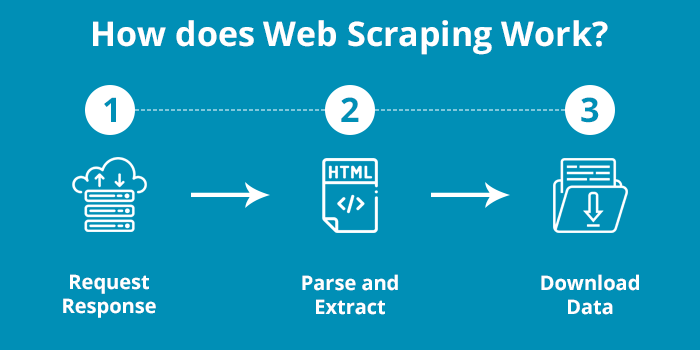 How does Web Scraping Work?
1
2
3
HTML
</>
Request
Response
Parse and
Extract
Download
Data